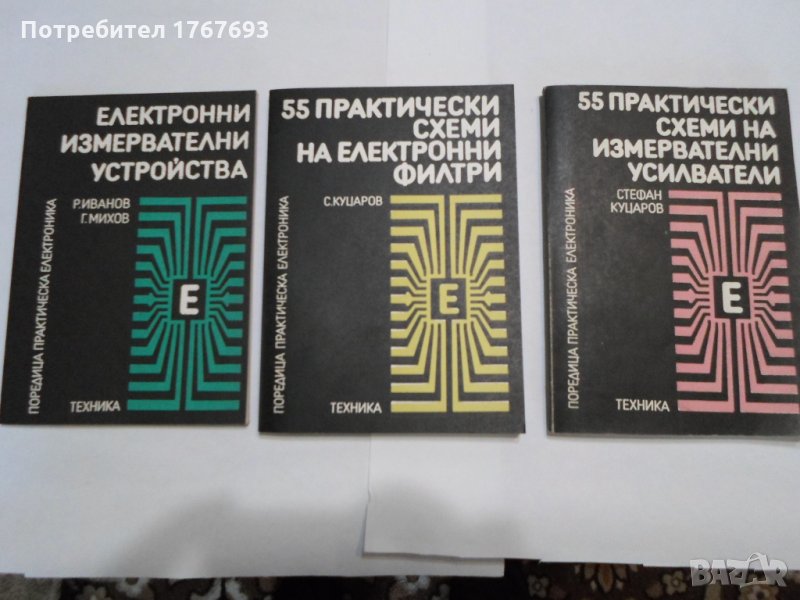 Потребител 1767693
ЕЛЕКТРОННИ
ИЗМЕРВАТЕЛНИ
УСТРОЙСТВА
Р.ИВАНОВ
Г.МИХОВ
ПОРЕДИЦА ПРАКТИЧЕСКА ЕЛЕКТРОНИКА
E
ТЕХНИКА
55 ПРАКТИЧЕСКИ
СХЕМИ
НА ЕЛЕКТРОННИ
ФИЛТРИ
С.КУЦАРОВ
ПОРЕДИЦА ПРАКТИЧЕСКА ЕЛЕКТРОНИКА
E
ТЕХНИКА
55 ПРАКТИЧЕСКИ
СХЕМИ НА
ИЗМЕРВАТЕЛНИ
УСИЛВАТЕЛИ
СТЕФАН
КУЦАРОВ
ПОРЕДИЦА ПРАКТИЧЕСКА ЕЛЕКТРОНИКА
E
ТЕХНИКА
BAZAR